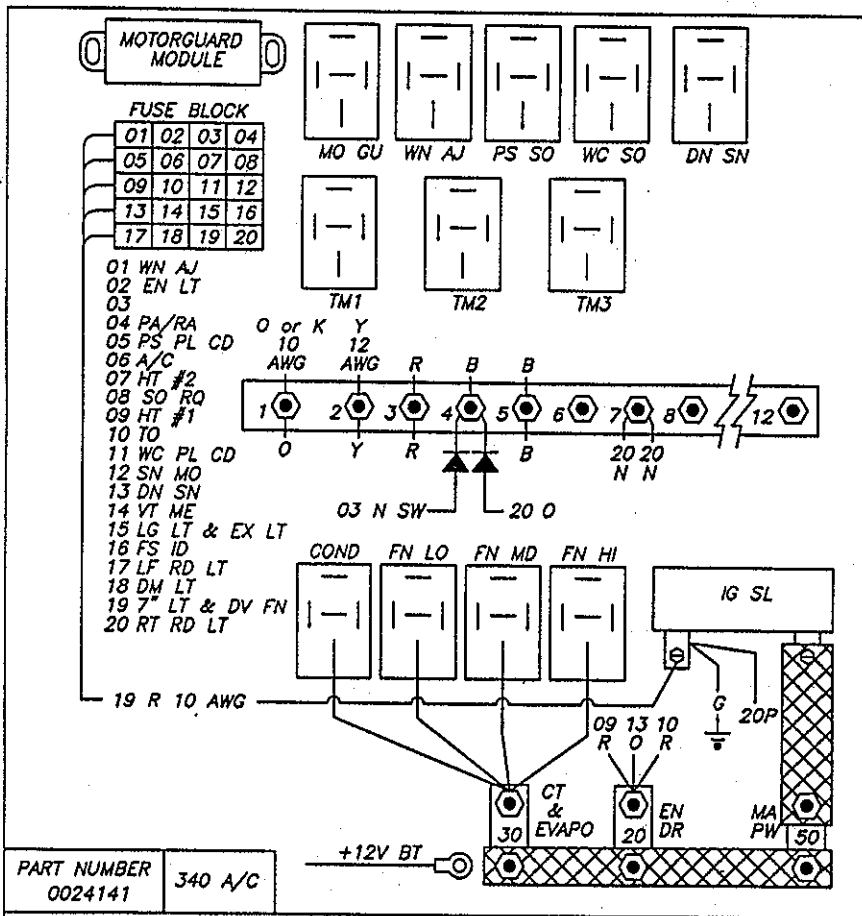 MOTORGUARD
MODULE
FUSE BLOCK
01 02 03 04
05 06 07 08
09 10 11 12
13 14 15 16
17 18 19 20
MO GU WN AJ PS SO WC SO DN SN
TM1 TM2 TM3
01 WN AJ
02 EN LT
03
04 PA/RA
05 PS PL CD
06 A/C
07 HT #2
08 SO RQ
09 HT #1
10 TO
11 WC PL CD
12 SN MO
13 DN SN
14 VT ME
15 LG LT & EX LT
16 FS ID
17 LF RD LT
18 DM LT
19 7" LT & DV FN
20 RT RD LT
O or K Y
10 12
AWG AWG R B B
1 2 3 4 5 6 7 8 12
O Y R B 20 20
N N
03 N SW 20 O
COND FN LO FN MD FN HI
IG SL
19 R 10 AWG
G 20P
09 13 10
R O R
CT
&
EVAPO
30
EN
DR
20
MA
PW
50
+12V BT
PART NUMBER
0024141
340 A/C